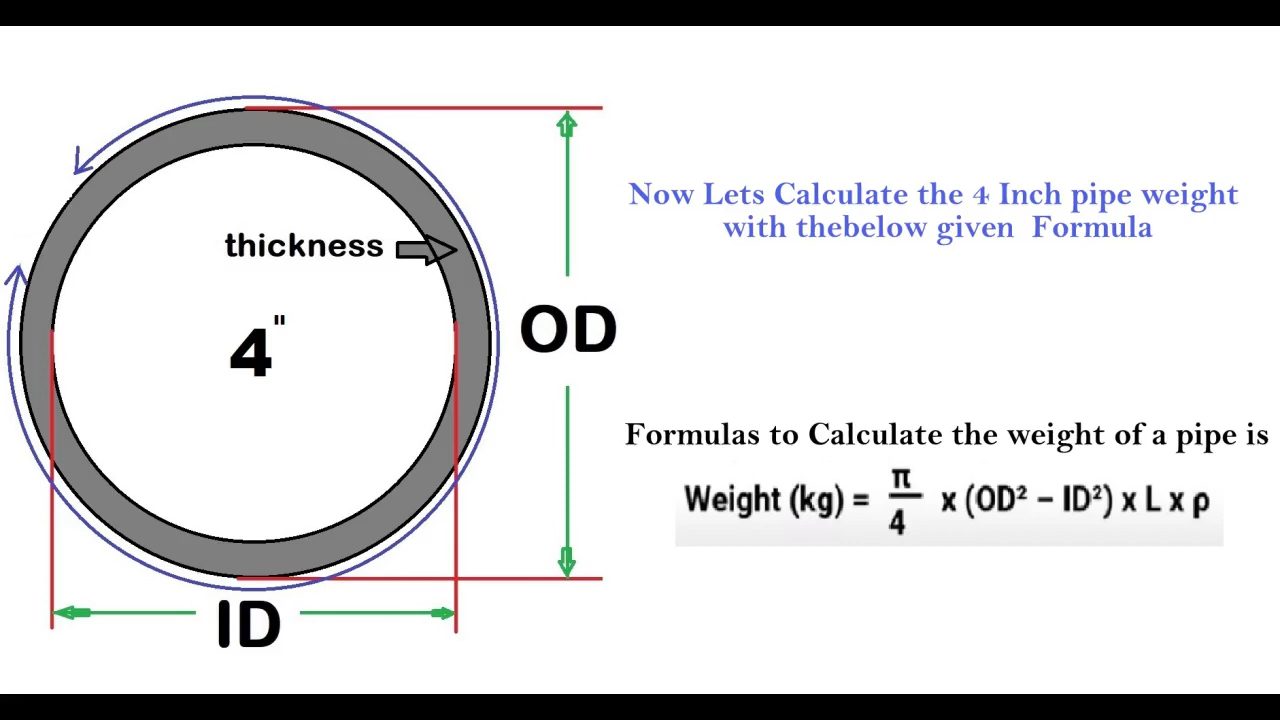 thickness
4"
OD
ID
Now Lets Calculate the 4 Inch pipe weight
with thebelow given Formula
Formulas to Calculate the weight of a pipe is
Weight (kg) = π/4 x (OD² – ID²) x L x ρ